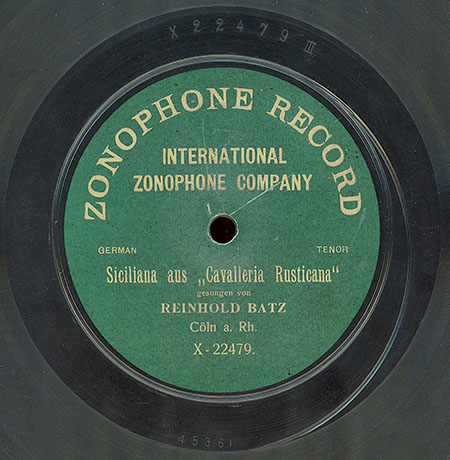 X 22479 III
ZONOPHONE RECORD
INTERNATIONAL
ZONOPHONE COMPANY
GERMAN TENOR
Siciliana aus „Cavalleria Rusticana“
gesungen von
REINHOLD BATZ
Cöln a. Rh.
X-22479.